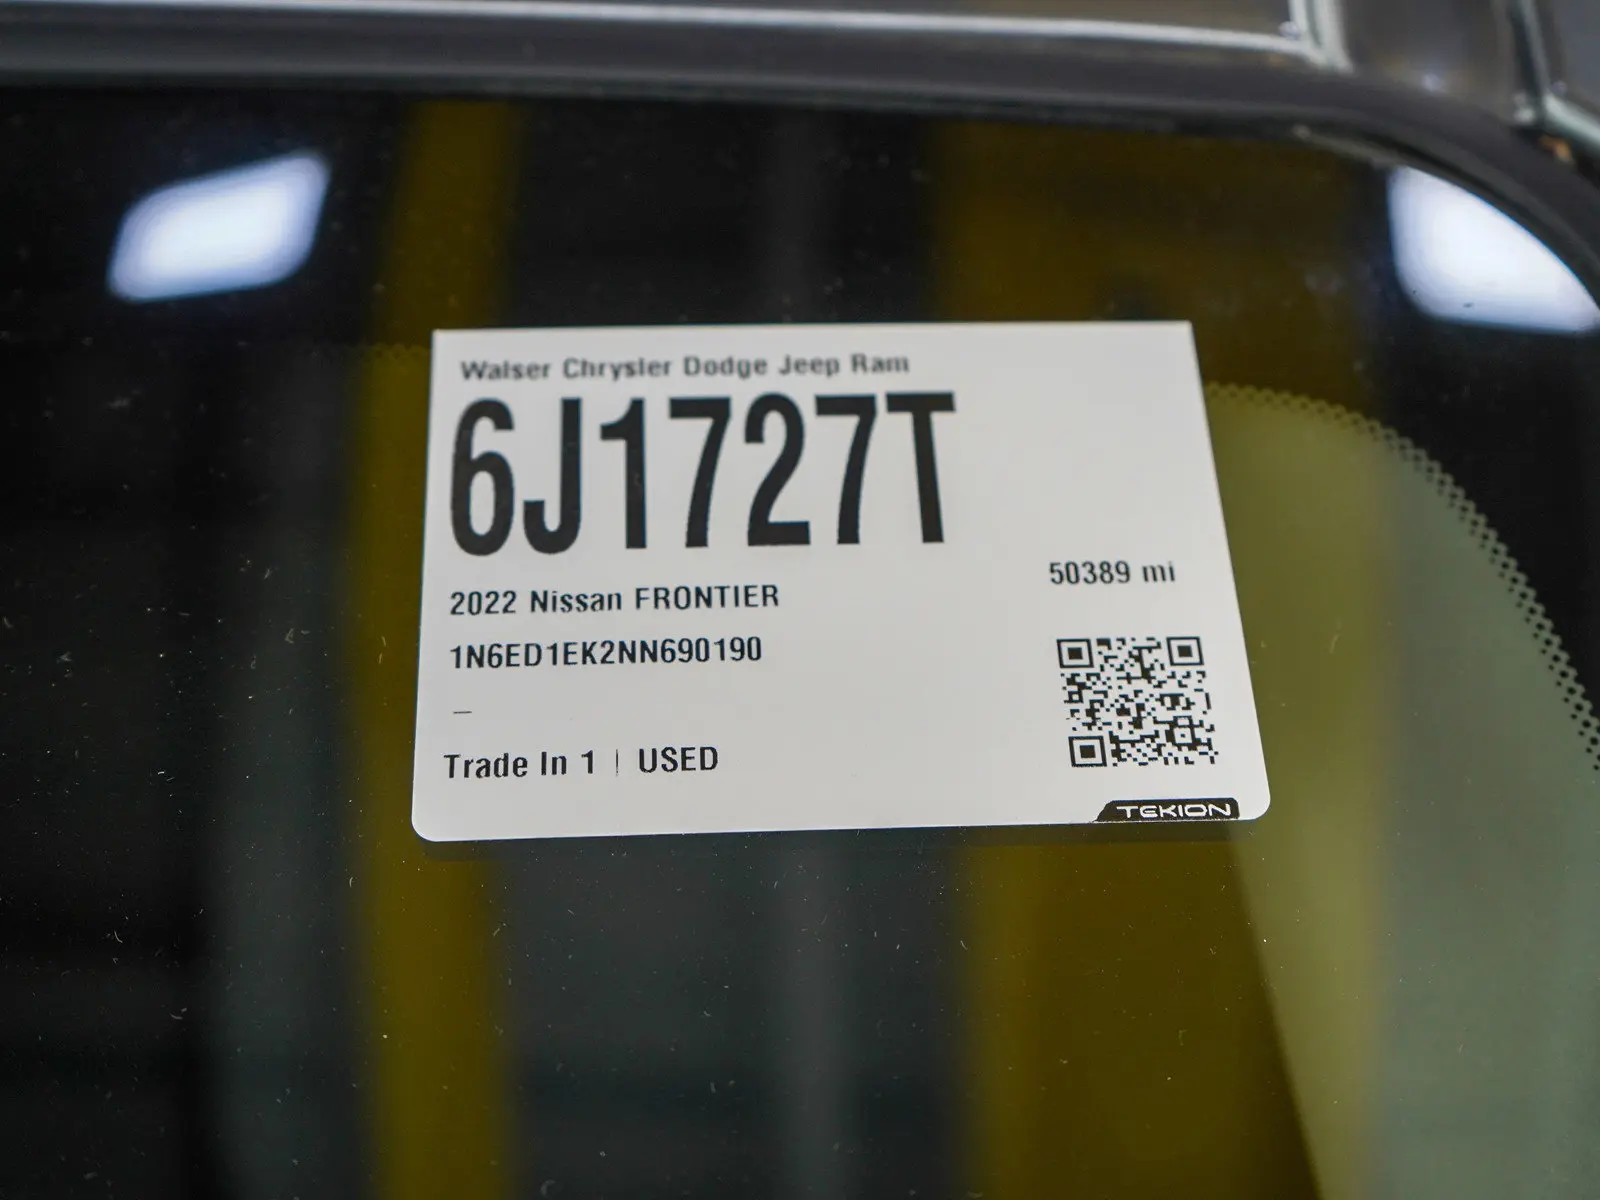 Walser Chrysler Dodge Jeep Ram
6J1727T
50389 mi
2022 Nissan FRONTIER
1N6ED1EK2NN690190
–
Trade In 1 | USED
TEKION